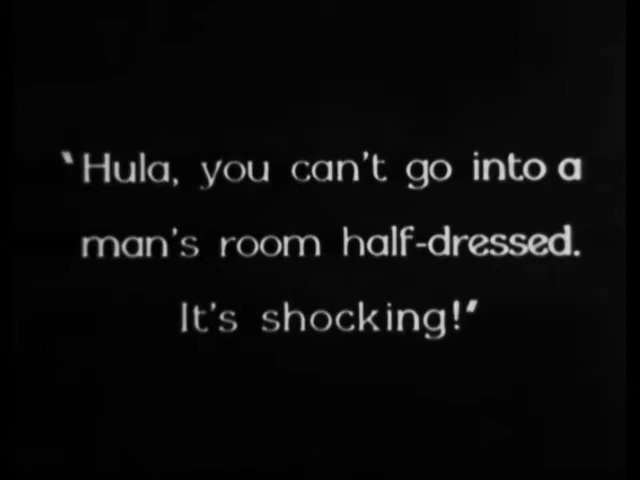 "Hula, you can't go into a
man's room half-dressed.
It's shocking!"